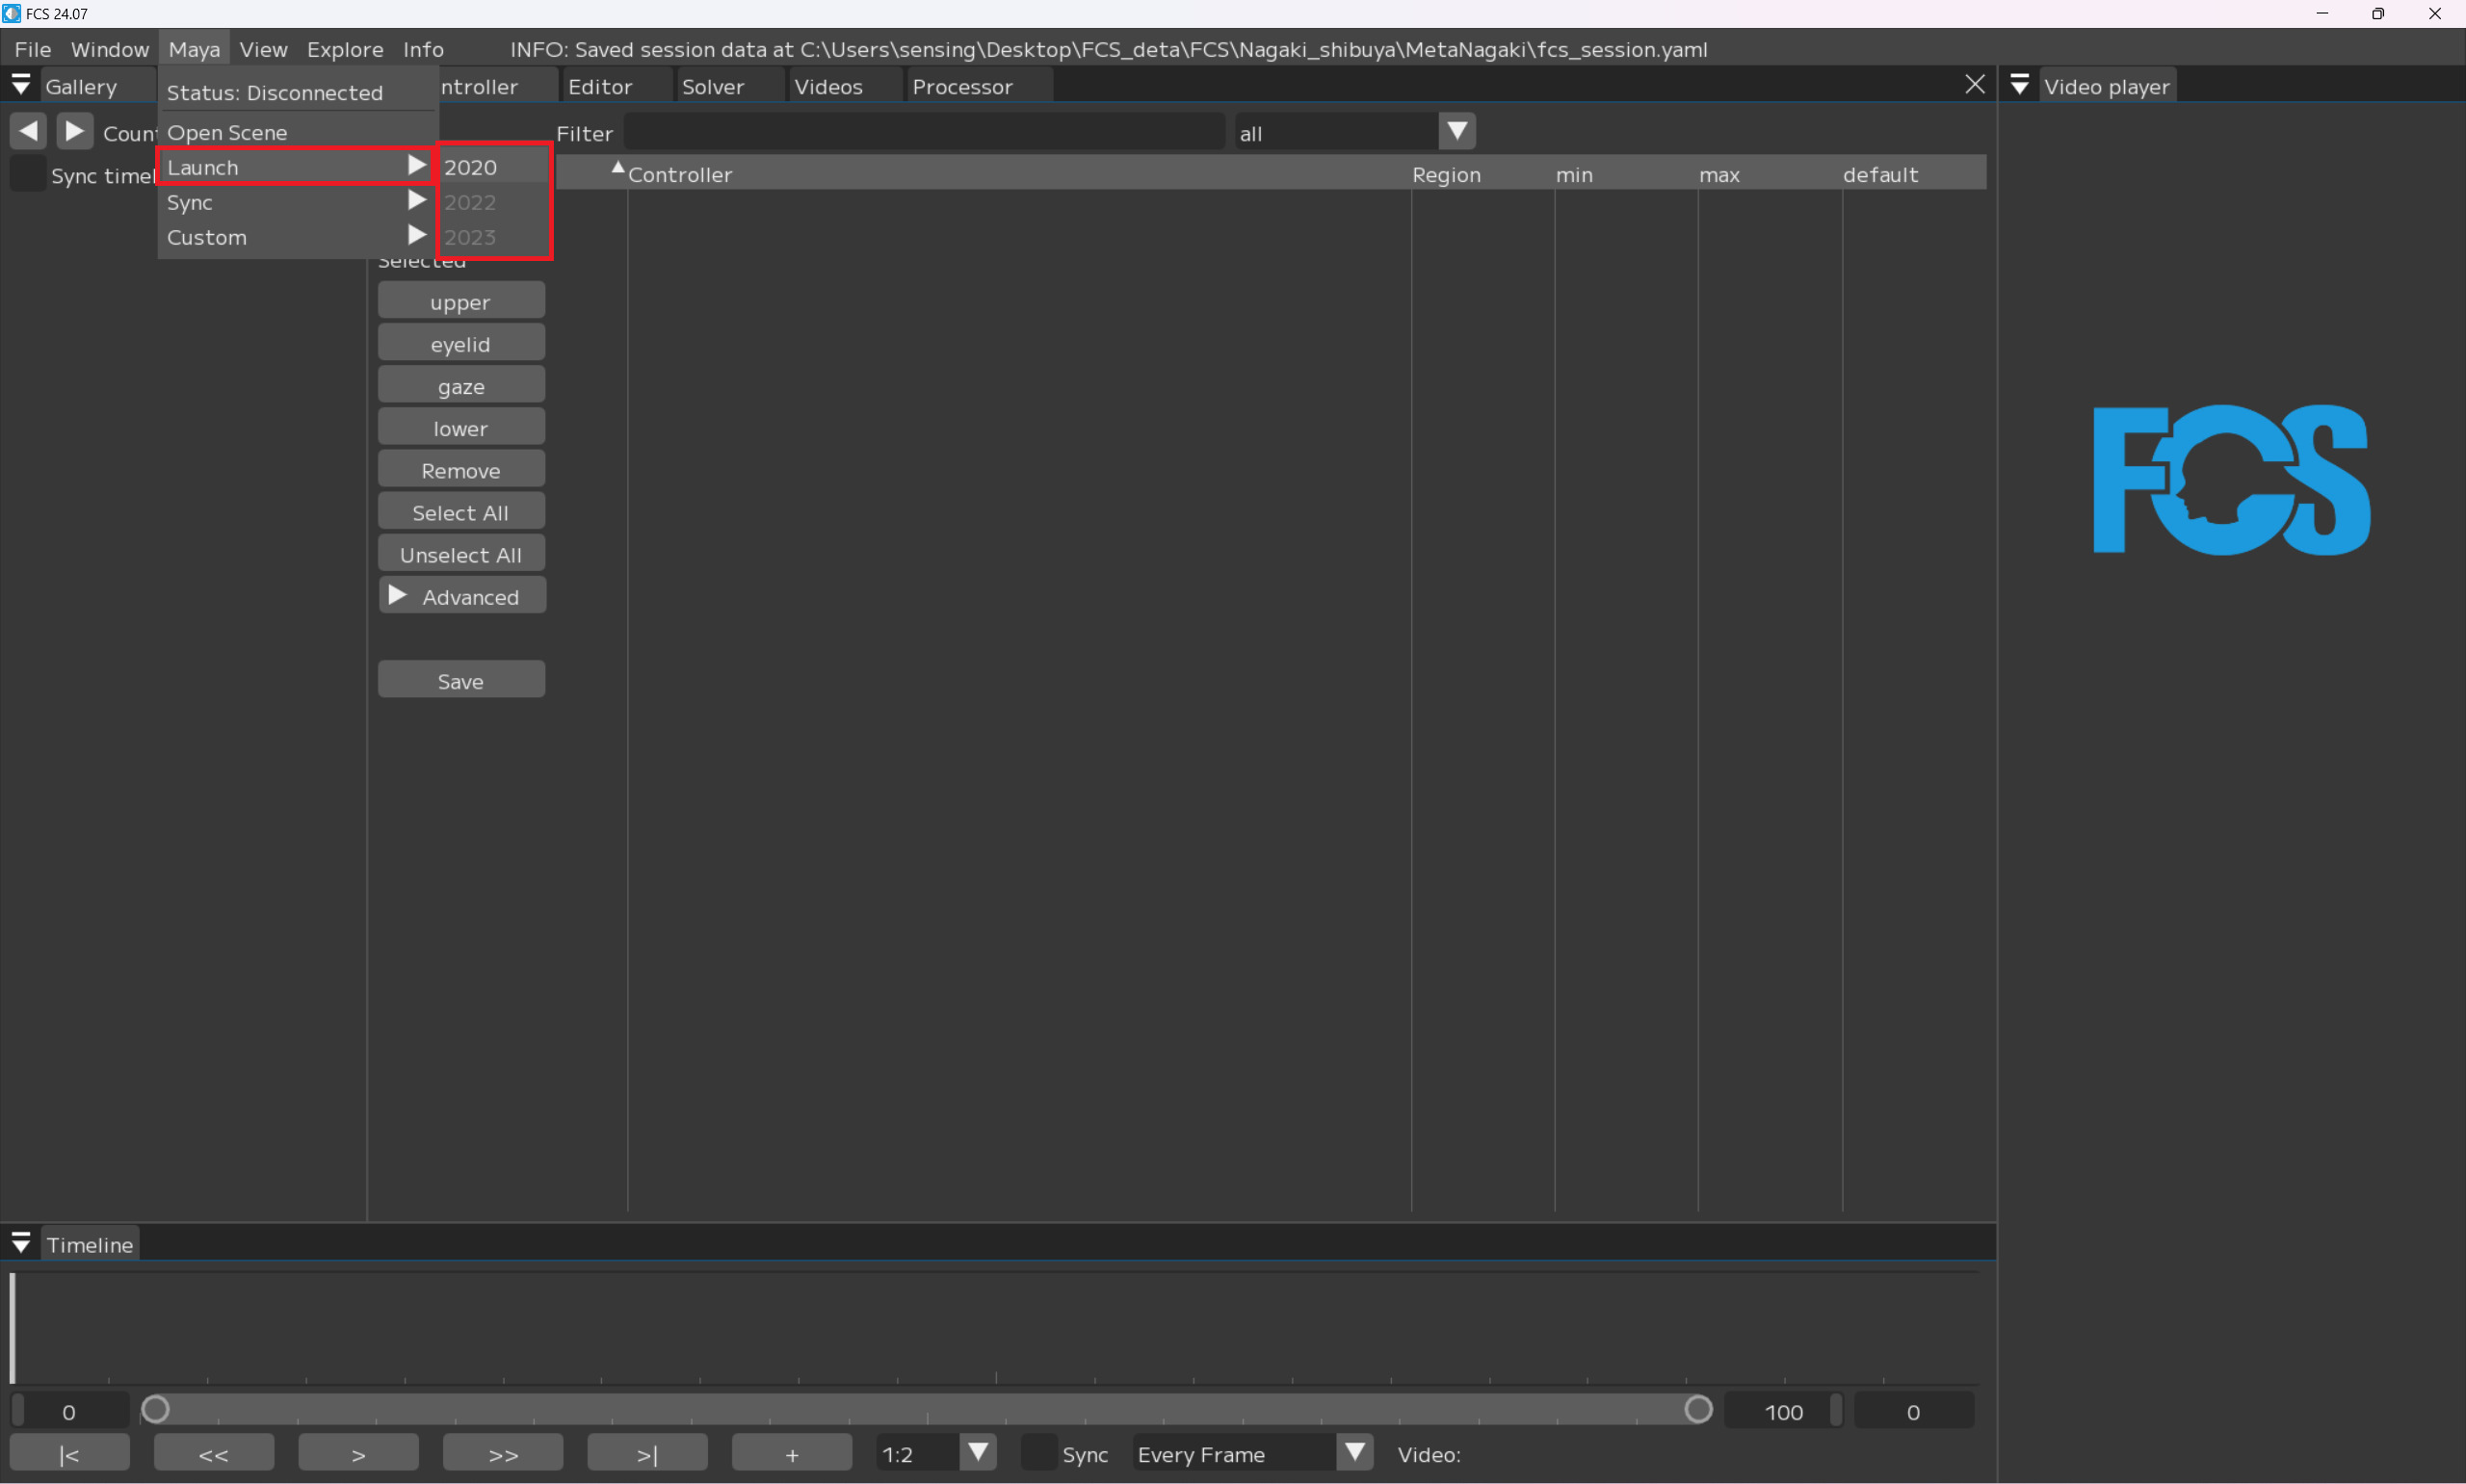 FCS 24.07
File Window Maya View Explore Info INFO: Saved session data at C:\Users\sensing\Desktop\FCS_deta\FCS\Nagaki_shibuya\MetaNagaki\fcs_session.yaml
Gallery ntroller Editor Solver Videos Processor Video player
Status: Disconnected
Count Open Scene Filter all
Sync timel Launch 2020 Controller Region min max default
Sync 2022
Custom 2023
Selected
upper
eyelid
gaze
lower
Remove
Select All
Unselect All
Advanced
Save
FCS
Timeline
0 100 0
|< << > >> >| + 1:2 Sync Every Frame Video: